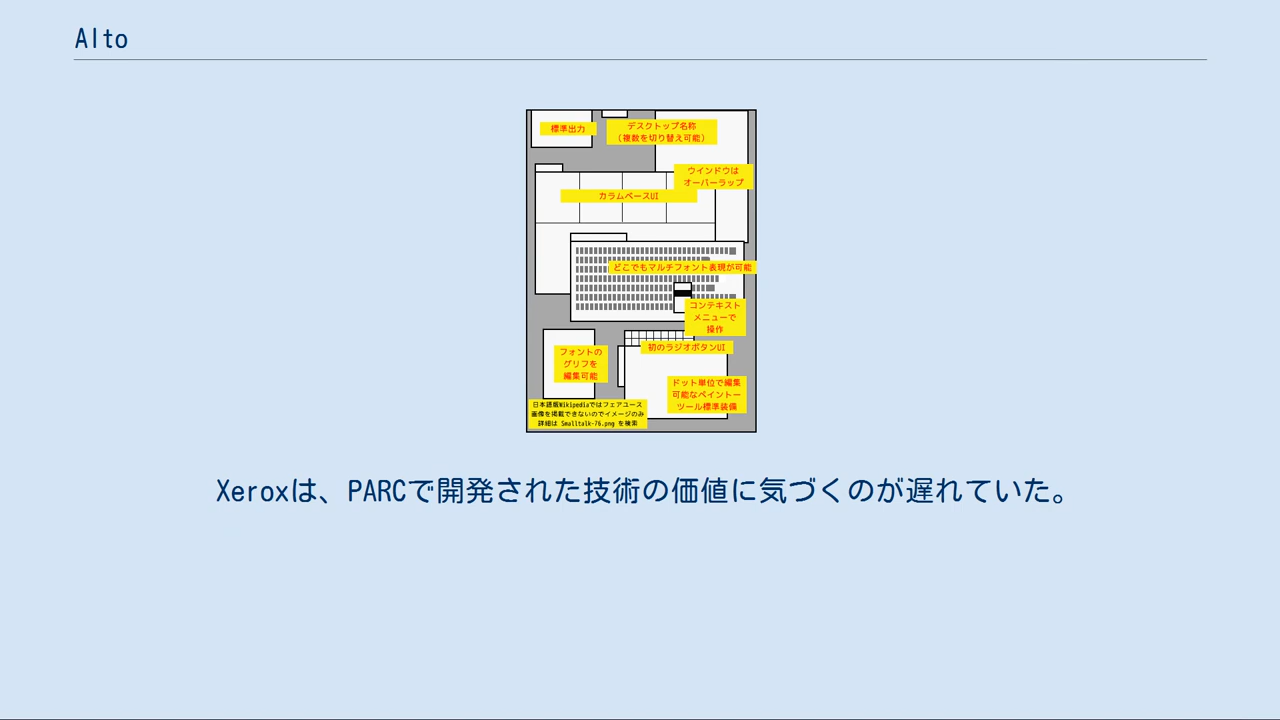 Alto
標準出力
デスクトップ名称
(複数を切り替え可能)
ウインドウは
オーバーラップ
カラムベースUI
どこでもマルチフォント表現が可能
コンテキスト
メニューで
操作
初のラジオボタンUI
フォントの
グリフを
編集可能
ドット単位で編集
可能なペイントー
ツール標準装備
日本語版Wikipediaではフェアユース
画像を掲載できないのでイメージのみ
詳細は Smalltalk-76.png を検索
Xeroxは、PARCで開発された技術の価値に気づくのが遅れていた。